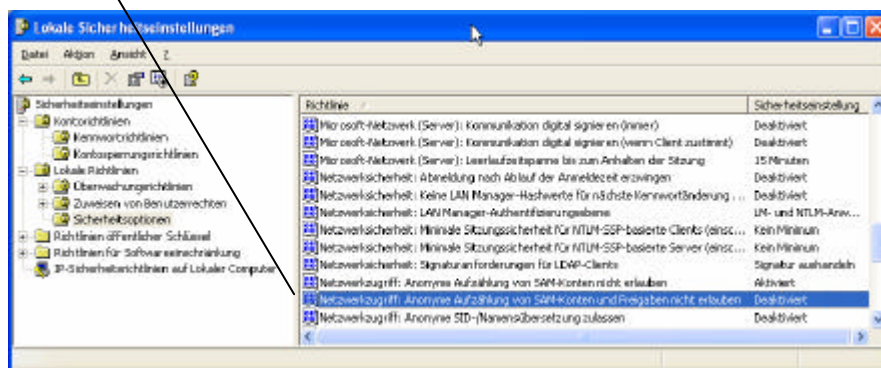 Lokale Sicherheitseinstellungen
Datei Aktion Ansicht ?
Sicherheitseinstellungen
Kontorichtlinien
Kennwortrichtlinien
Kontosperrungsrichtlinien
Lokale Richtlinien
Überwachungsrichtlinien
Zuweisen von Benutzerrechten
Sicherheitsoptionen
Richtlinien öffentlicher Schlüssel
Richtlinien für Softwareeinschränkung
IP-Sicherheitsrichtlinien auf Lokaler Computer
Richtlinie Sicherheitseinstellung
Microsoft-Netzwerk (Server): Kommunikation digital signieren (immer) Deaktiviert
Microsoft-Netzwerk (Server): Kommunikation digital signieren (wenn Client zustimmt) Deaktiviert
Microsoft-Netzwerk (Server): Leerlaufzeitspanne bis zum Anhalten der Sitzung 15 Minuten
Netzwerksicherheit: Abmeldung nach Ablauf der Anmeldezeit erzwingen Deaktiviert
Netzwerksicherheit: Keine LAN Manager-Hashwerte für nächste Kennwortänderung ... Deaktiviert
Netzwerksicherheit: LAN Manager-Authentifizierungsebene LM- und NTLM-Anw...
Netzwerksicherheit: Minimale Sitzungssicherheit für NTLM-SSP-basierte Clients (einsc... Kein Minimum
Netzwerksicherheit: Minimale Sitzungssicherheit für NTLM-SSP-basierte Server (einsc... Kein Minimum
Netzwerksicherheit: Signaturanforderungen für LDAP-Clients Signatur aushandeln
Netzwerkzugriff: Anonyme Aufzählung von SAM-Konten nicht erlauben Aktiviert
Netzwerkzugriff: Anonyme Aufzählung von SAM-Konten und Freigaben nicht erlauben Deaktiviert
Netzwerkzugriff: Anonyme SID-/Namensübersetzung zulassen Deaktiviert